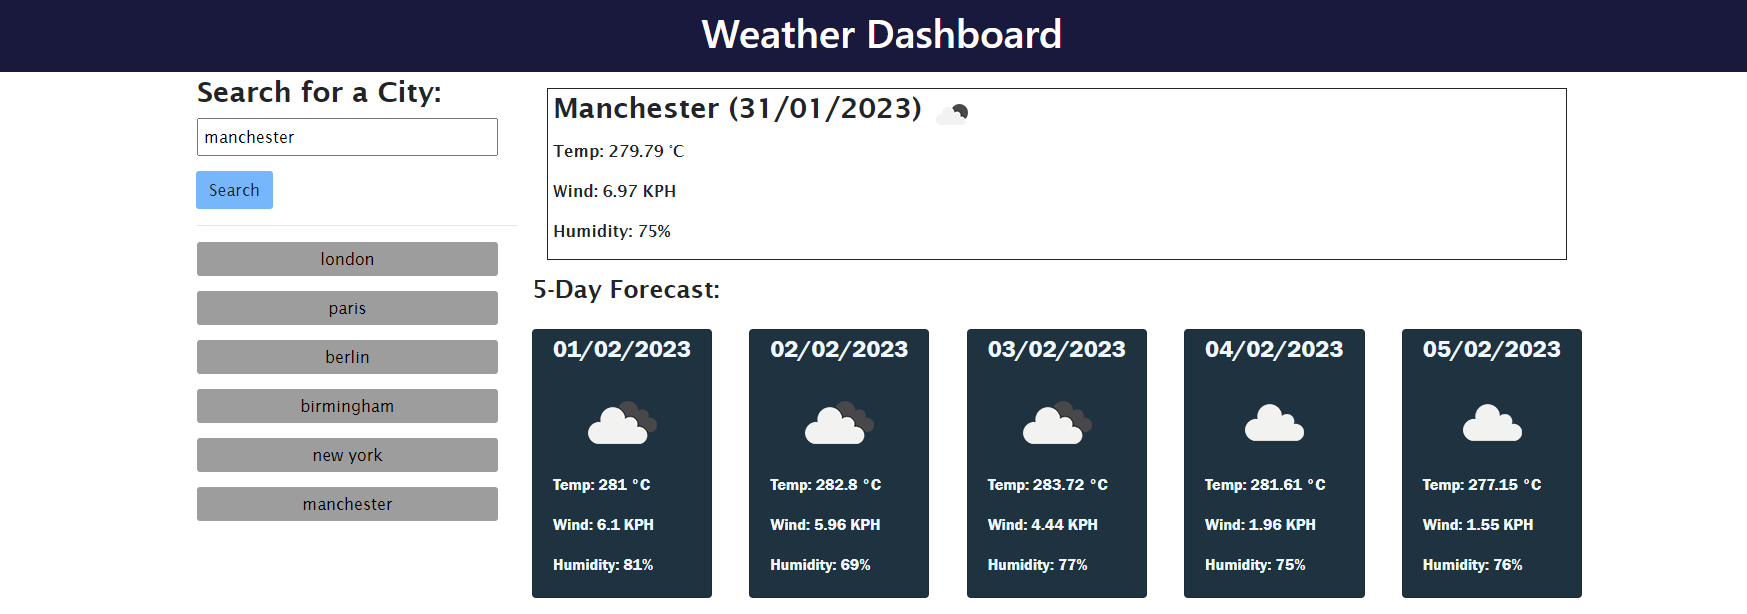 Weather Dashboard
Search for a City:
manchester
Search
london
paris
berlin
birmingham
new york
manchester
Manchester (31/01/2023)
Temp: 279.79 °C
Wind: 6.97 KPH
Humidity: 75%
5-Day Forecast:
01/02/2023
Temp: 281 °C
Wind: 6.1 KPH
Humidity: 81%
02/02/2023
Temp: 282.8 °C
Wind: 5.96 KPH
Humidity: 69%
03/02/2023
Temp: 283.72 °C
Wind: 4.44 KPH
Humidity: 77%
04/02/2023
Temp: 281.61 °C
Wind: 1.96 KPH
Humidity: 75%
05/02/2023
Temp: 277.15 °C
Wind: 1.55 KPH
Humidity: 76%